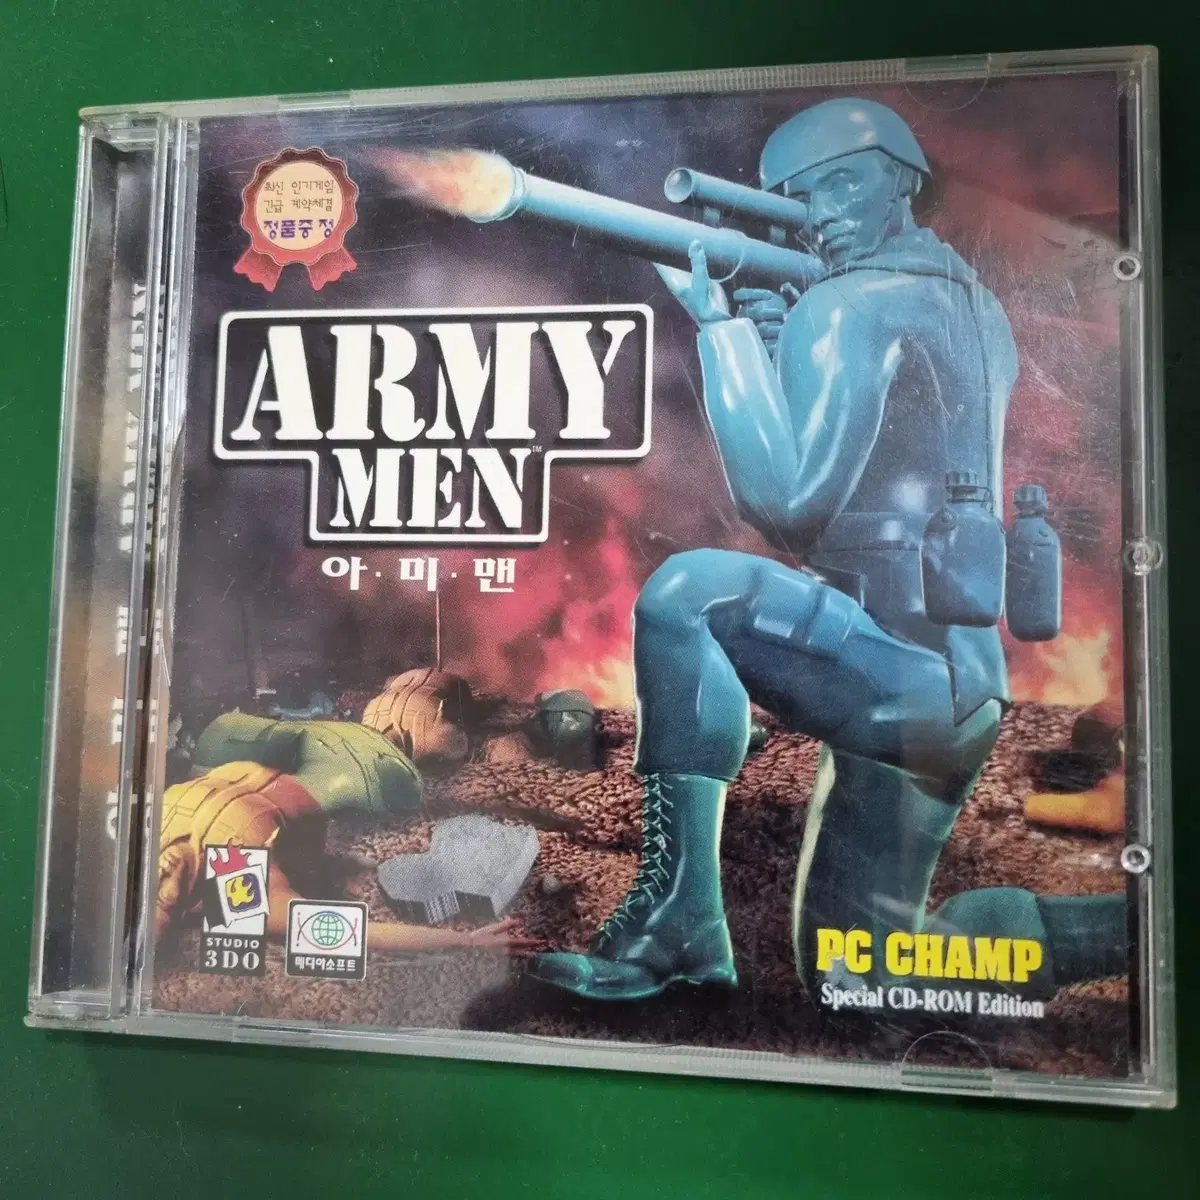 최신 인기게임
긴급 계약체결
정품증정
ARMY
MEN™
아·미·맨
STUDIO
3DO
메디아소프트
PC CHAMP
Special CD-ROM Edition